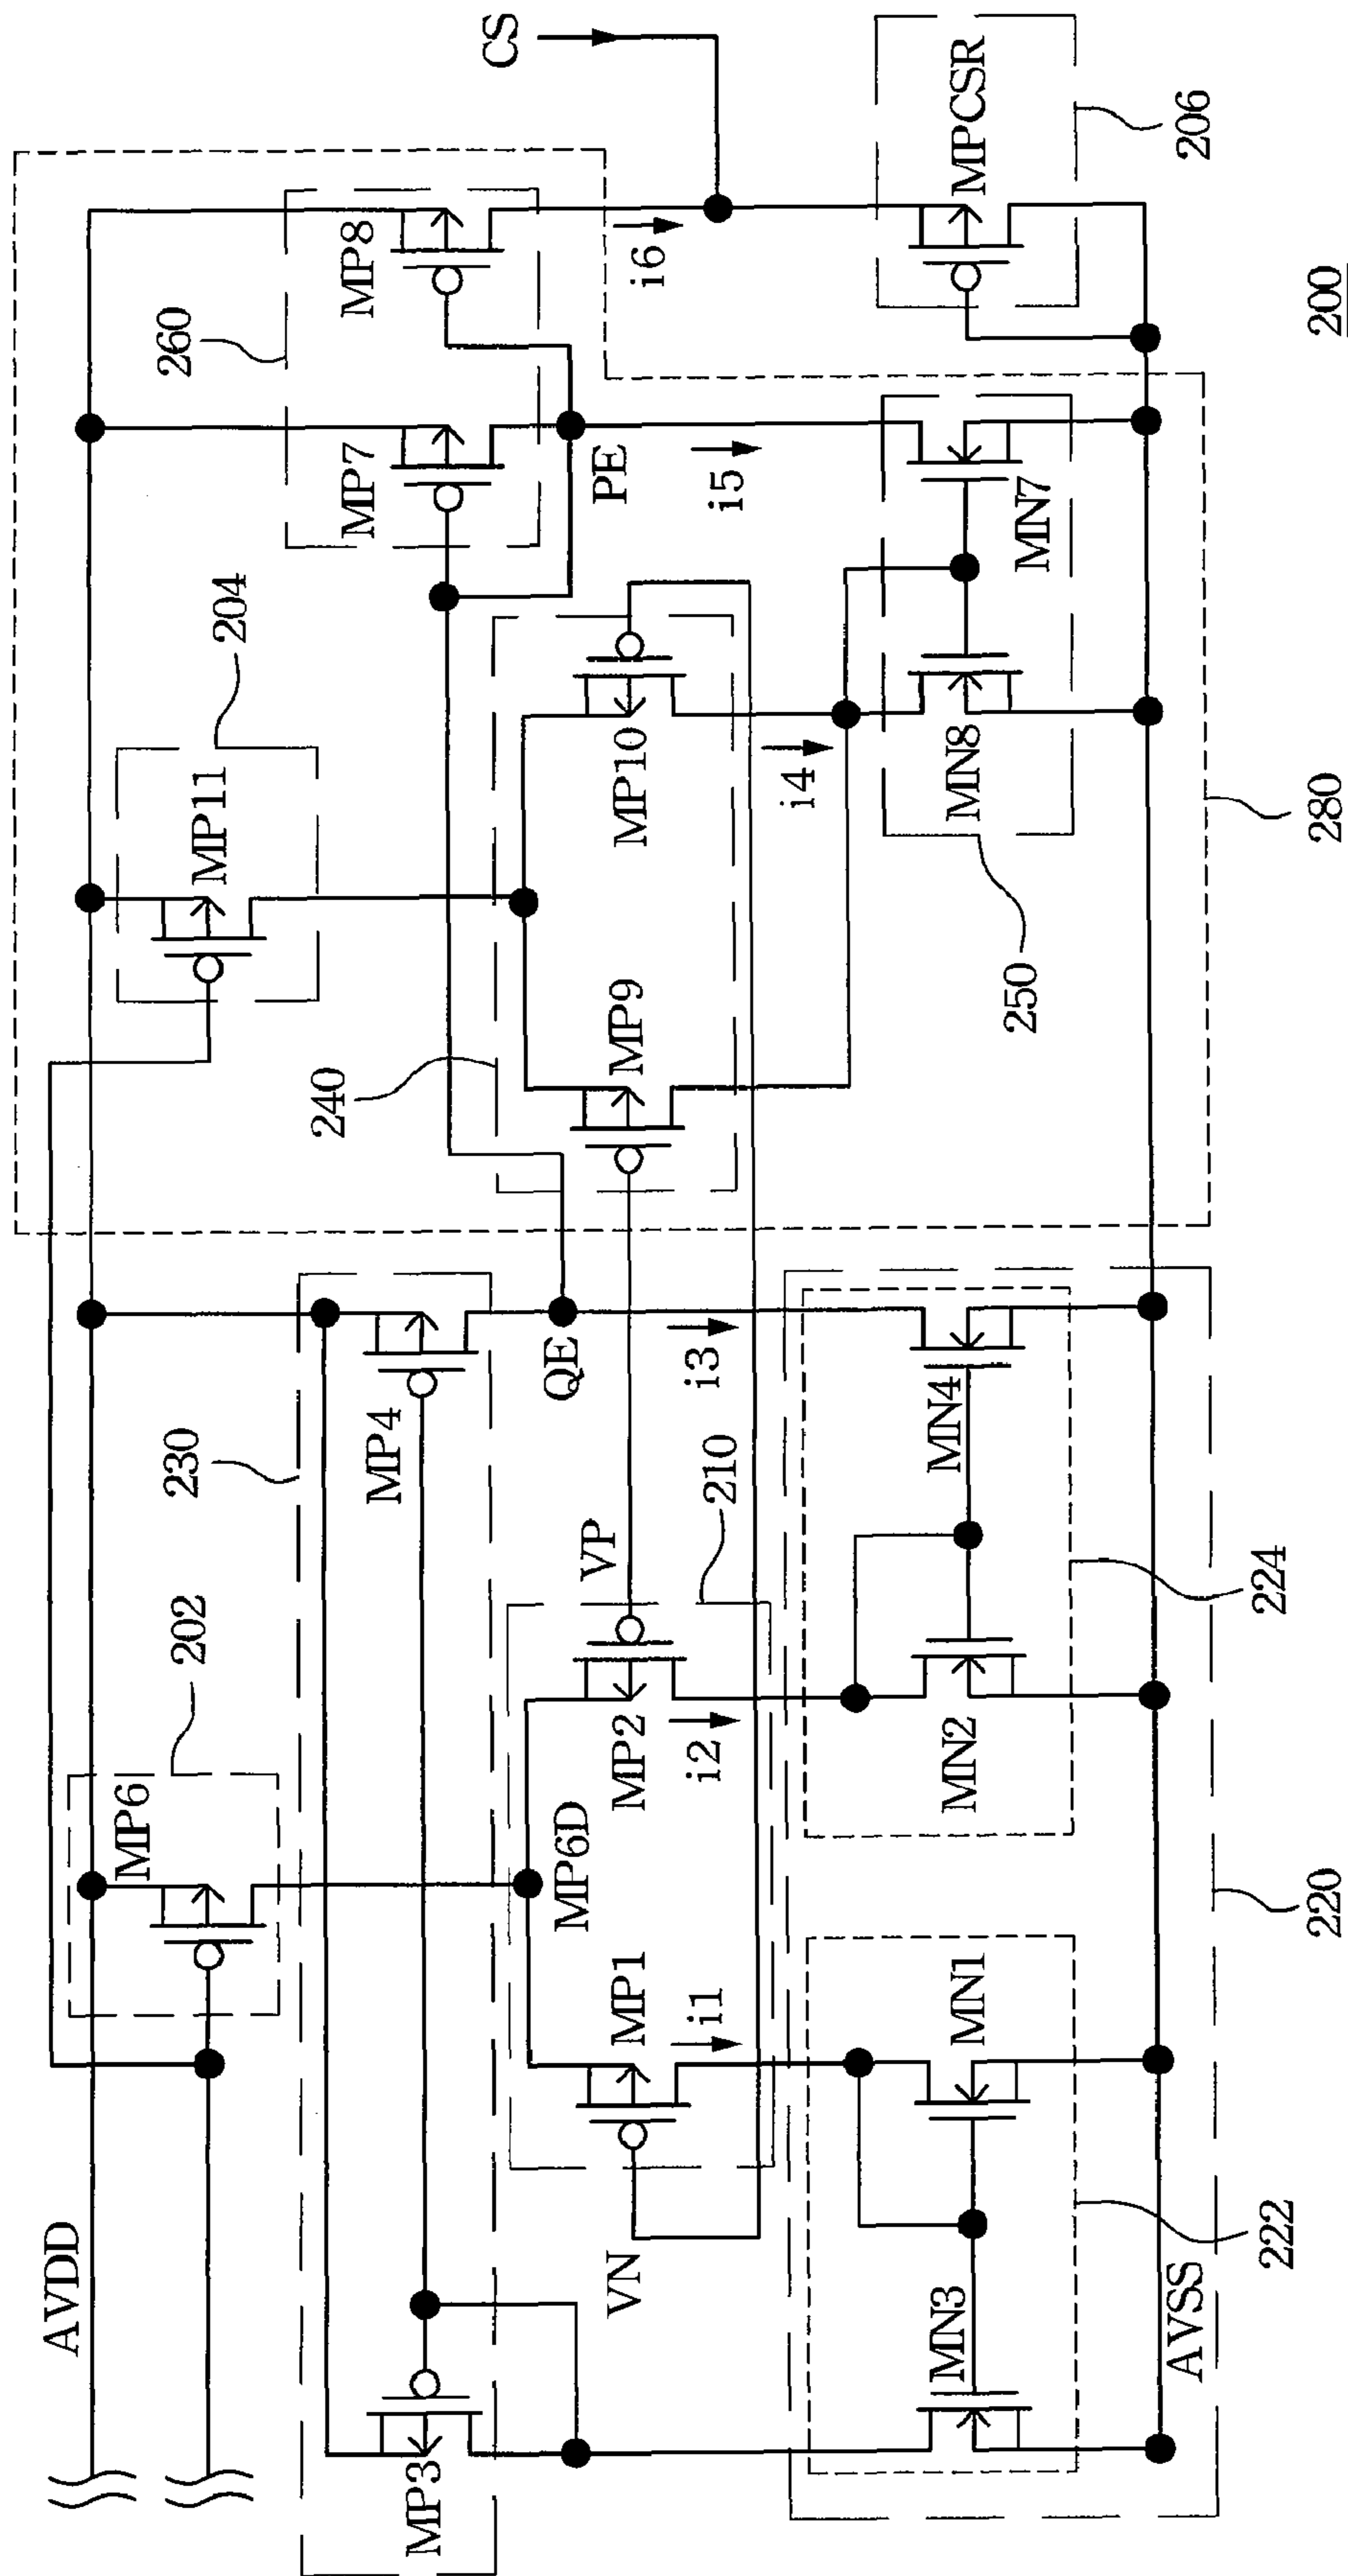 AVDD
MP6
202
MP11
204
260
MP7
MP8
CS
MP3
230
MP4
QE
240
PE
i5
i6
VN
MP1
i1
MP6D
MP2
i2
VP
210
i3
MP9
MP10
i4
MN3
MN1
222
MN2
MN4
224
220
AVSS
250
MN8
MN7
280
MPCSR
206
200